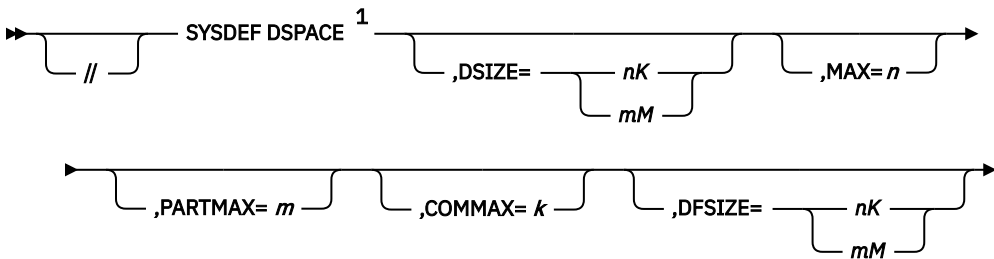 // SYSDEF DSPACE 1 ,DSIZE= nK ,MAX= n
mM
,PARTMAX= m ,COMMAX= k ,DFSIZE= nK
mM